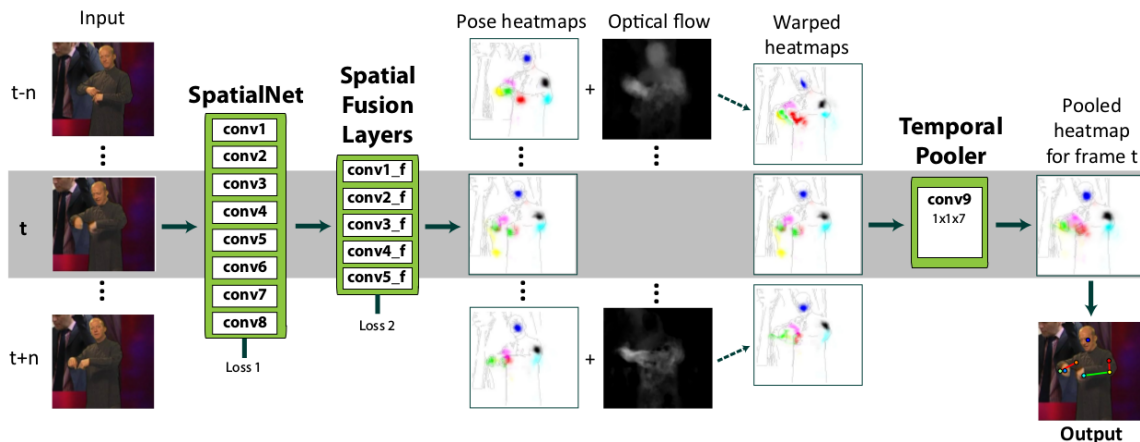 Input
Pose heatmaps
Optical flow
Warped
heatmaps
t-n
SpatialNet
conv1
conv2
conv3
conv4
conv5
conv6
conv7
conv8
Loss 1
Spatial
Fusion
Layers
conv1_f
conv2_f
conv3_f
conv4_f
conv5_f
Loss 2
+
Temporal
Pooler
conv9
1x1x7
Pooled
heatmap
for frame t
t
t+n
+
Output